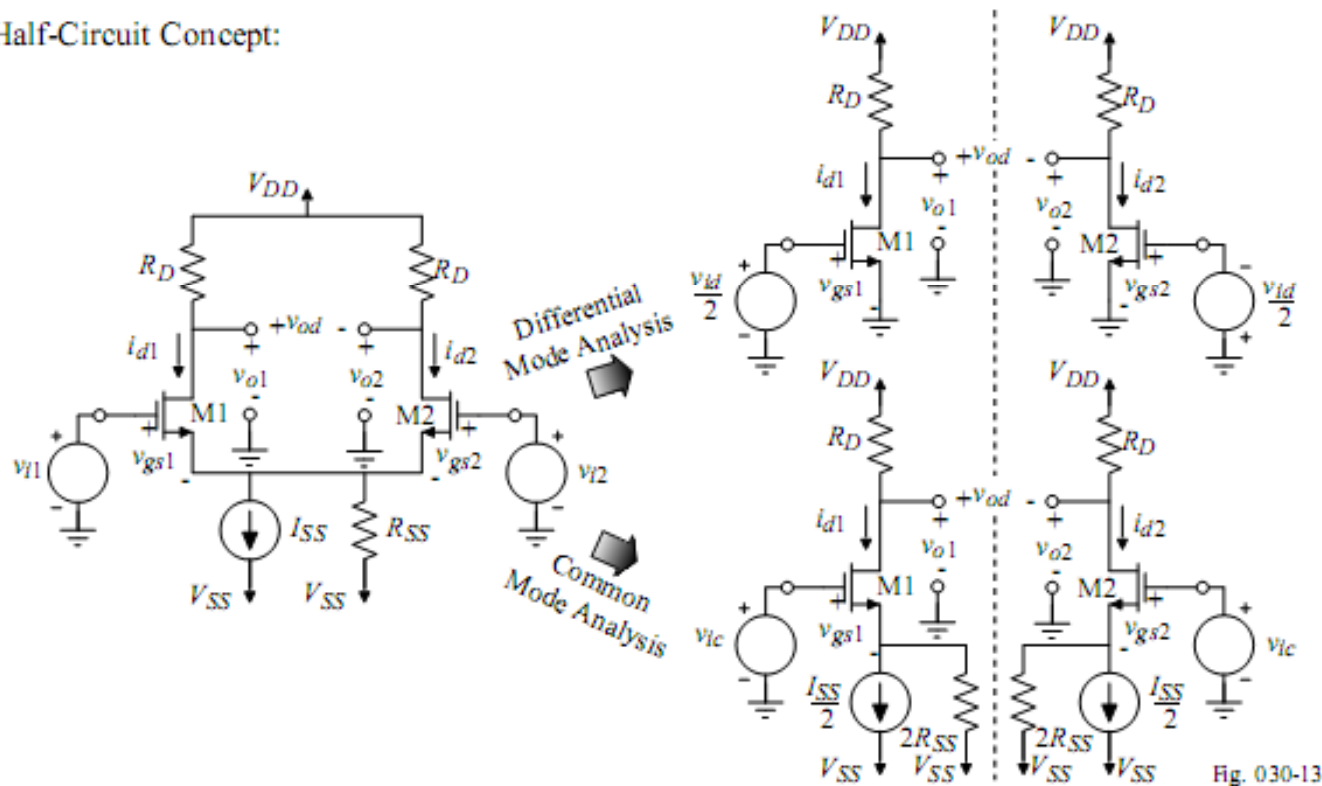 Half-Circuit Concept:
VDD
RD
RD
id1
+vod -
id2
+
vo1
-
+
vo2
-
M1
M2
+
vgs1
-
+
vgs2
-
+
vi1
-
+
vi2
-
ISS
RSS
VSS
VSS
Differential
Mode Analysis
Common
Mode Analysis
VDD
VDD
RD
RD
id1
+vod -
id2
+
vo1
-
+
vo2
-
M1
M2
+
vgs1
-
+
vgs2
-
+
vid
2
-
-
vid
2
+
VDD
VDD
RD
RD
id1
+vod -
id2
+
vo1
-
+
vo2
-
M1
M2
+
vgs1
-
+
vgs2
-
+
vic
-
+
vic
-
ISS
2
2RSS
2RSS
ISS
2
VSS
VSS
VSS
VSS
Fig. 030-13